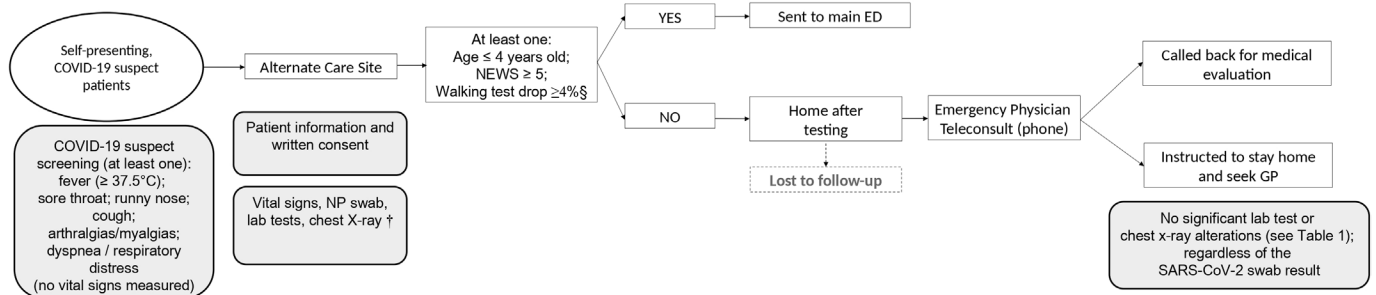 Self-presenting,
COVID-19 suspect
patients
COVID-19 suspect
screening (at least one):
fever (≥ 37.5°C);
sore throat; runny nose;
cough;
arthralgias/myalgias;
dyspnea / respiratory
distress
(no vital signs measured)
Alternate Care Site
Patient information and
written consent
Vital signs, NP swab,
lab tests, chest X-ray †
At least one:
Age ≤ 4 years old;
NEWS ≥ 5;
Walking test drop ≥4%§
YES
Sent to main ED
NO
Home after
testing
Lost to follow-up
Emergency Physician
Teleconsult (phone)
Called back for medical
evaluation
Instructed to stay home
and seek GP
No significant lab test or
chest x-ray alterations (see Table 1);
regardless of the
SARS-CoV-2 swab result